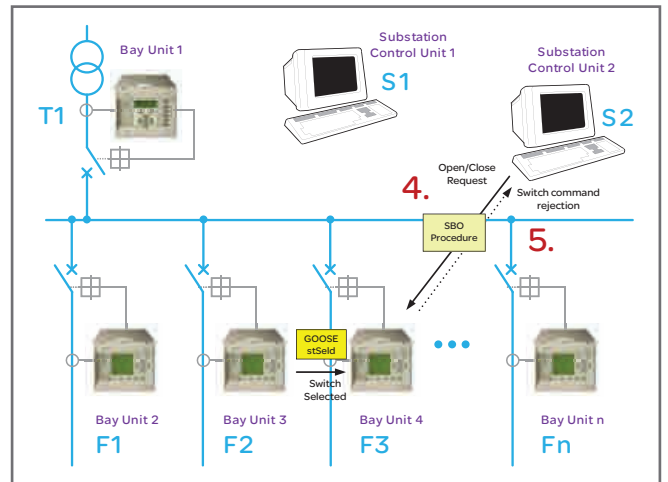 Bay Unit 1
T1
Substation
Control Unit 1
S1
Substation
Control Unit 2
S2
4.
Open/Close
Request
Switch command
rejection
SBO
Procedure
5.
GOOSE
stSeld
Switch
Selected
Bay Unit 2
F1
Bay Unit 3
F2
Bay Unit 4
F3
Bay Unit n
Fn